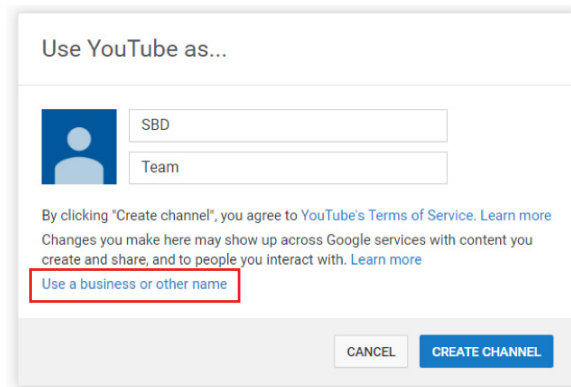 Use YouTube as...
SBD
Team
By clicking "Create channel", you agree to YouTube's Terms of Service. Learn more
Changes you make here may show up across Google services with content you
create and share, and to people you interact with. Learn more
Use a business or other name
CANCEL CREATE CHANNEL